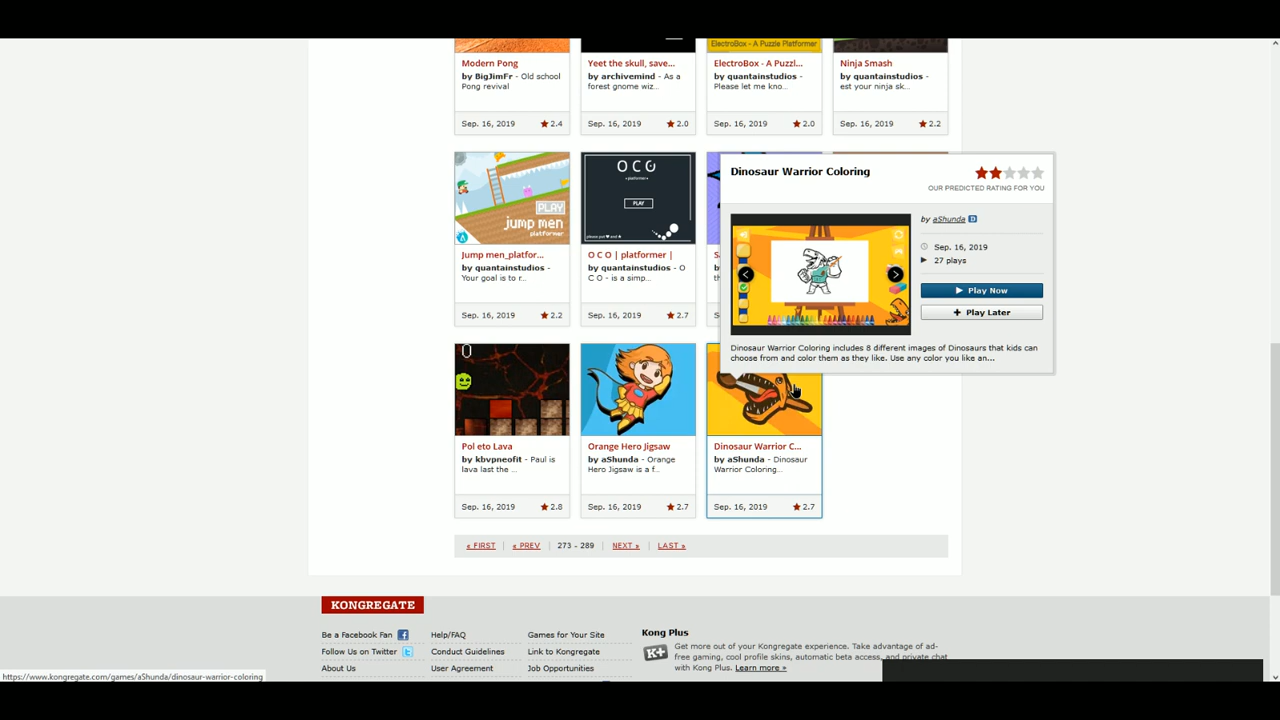 ElectroBox - A Puzzle Platformer
Modern Pong
by BigJimFr - Old school
Pong revival
Sep. 16, 2019 2.4
Yeet the skull, save...
by archivemind - As a
forest gnome wiz...
Sep. 16, 2019 2.0
ElectroBox - A Puzzl...
by quantainstudios -
Please let me kno...
Sep. 16, 2019 2.0
Ninja Smash
by quantainstudios -
est your ninja sk...
Sep. 16, 2019 2.2
PLAY
jump men
platformer
Jump men_platfor...
by quantainstudios -
Your goal is to r...
Sep. 16, 2019 2.2
O C O
• platformer •
PLAY
O C O | platformer |
by quantainstudios - O
C O - is a simp...
Sep. 16, 2019 2.7
Dinosaur Warrior Coloring
OUR PREDICTED RATING FOR YOU
by aShunda D
Sep. 16, 2019
27 plays
Play Now
Play Later
Dinosaur Warrior Coloring includes 8 different images of Dinosaurs that kids can
choose from and color them as they like. Use any color you like an...
0
Pol eto Lava
by kbvpneofit - Paul is
lava last the ...
Sep. 16, 2019 2.8
Orange Hero Jigsaw
by aShunda - Orange
Hero Jigsaw is a f...
Sep. 16, 2019 2.7
Dinosaur Warrior C...
by aShunda - Dinosaur
Warrior Coloring...
Sep. 16, 2019 2.7
« FIRST | « PREV | 273 - 289 | NEXT » | LAST »
KONGREGATE
Be a Facebook Fan
Follow Us on Twitter
About Us
Help/FAQ
Conduct Guidelines
User Agreement
Games for Your Site
Link to Kongregate
Job Opportunities
Kong Plus
K+
Get more out of your Kongregate experience. Take advantage of ad-
free gaming, cool profile skins, automatic beta access, and private chat
with Kong Plus. Learn more »
https://www.kongregate.com/games/aShunda/dinosaur-warrior-coloring